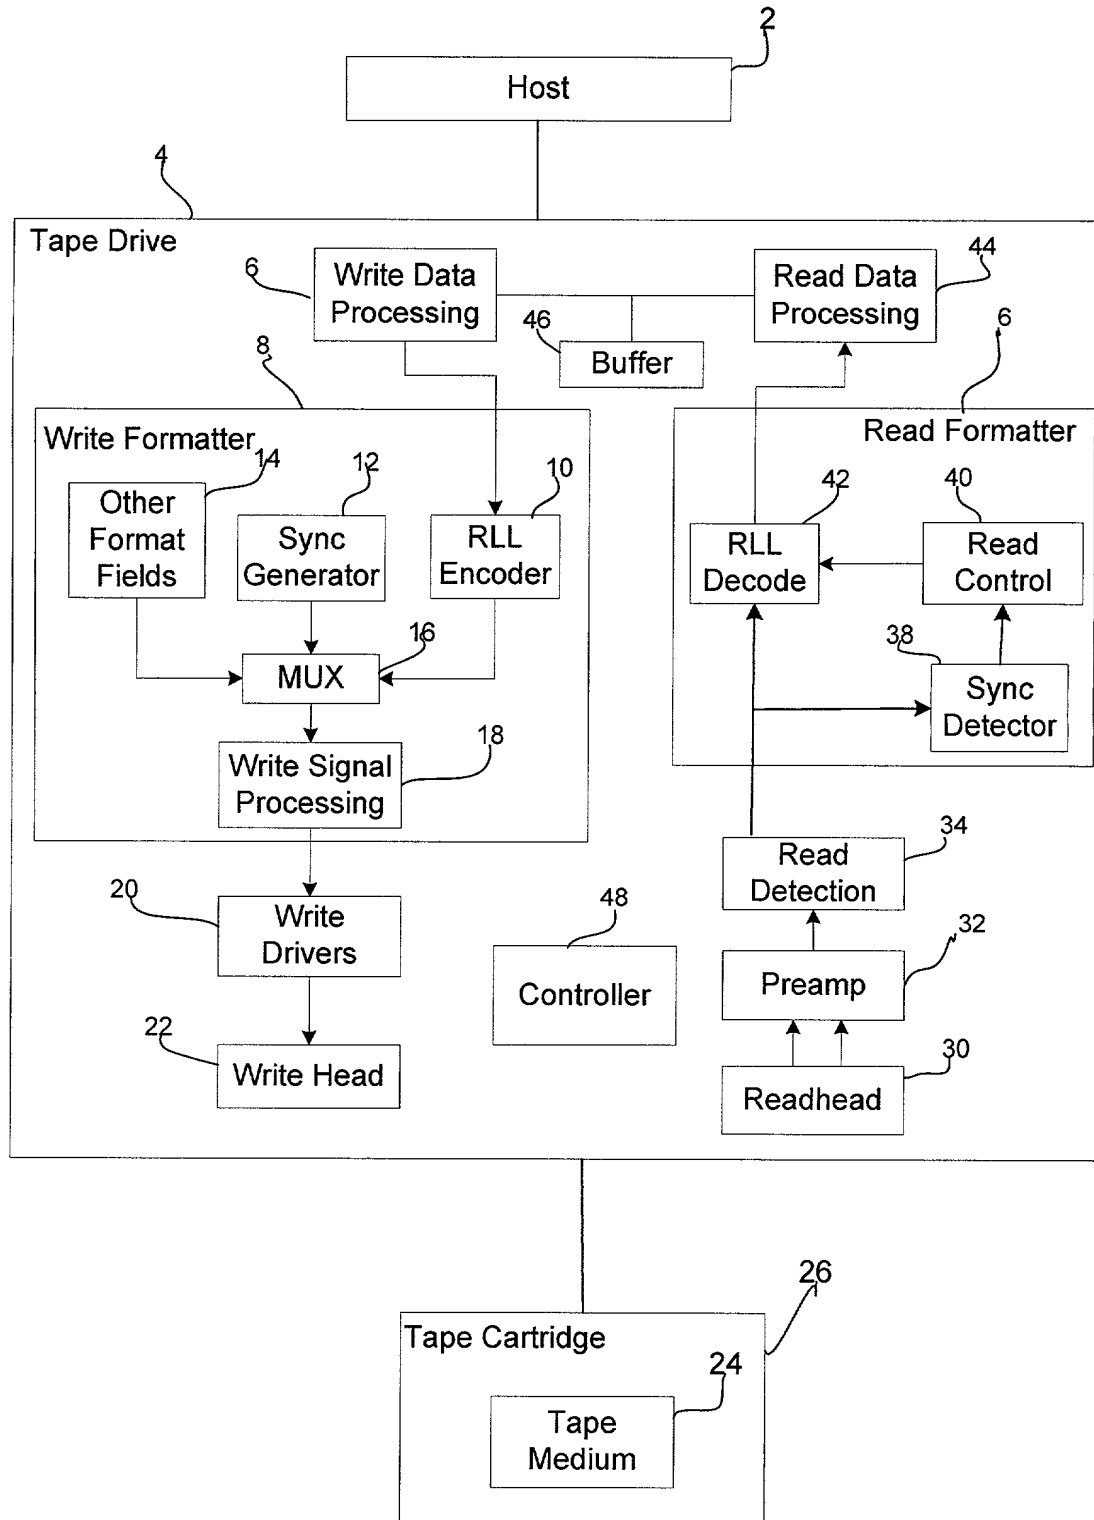 2
Host
4
Tape Drive
6
Write Data
Processing
46
Buffer
Read Data
Processing
44
8
Write Formatter
14
Other
Format
Fields
12
Sync
Generator
10
RLL
Encoder
16
MUX
18
Write Signal
Processing
20
Write
Drivers
22
Write Head
48
Controller
6
Read Formatter
42
RLL
Decode
40
Read
Control
38
Sync
Detector
34
Read
Detection
32
Preamp
30
Readhead
26
Tape Cartridge
24
Tape
Medium